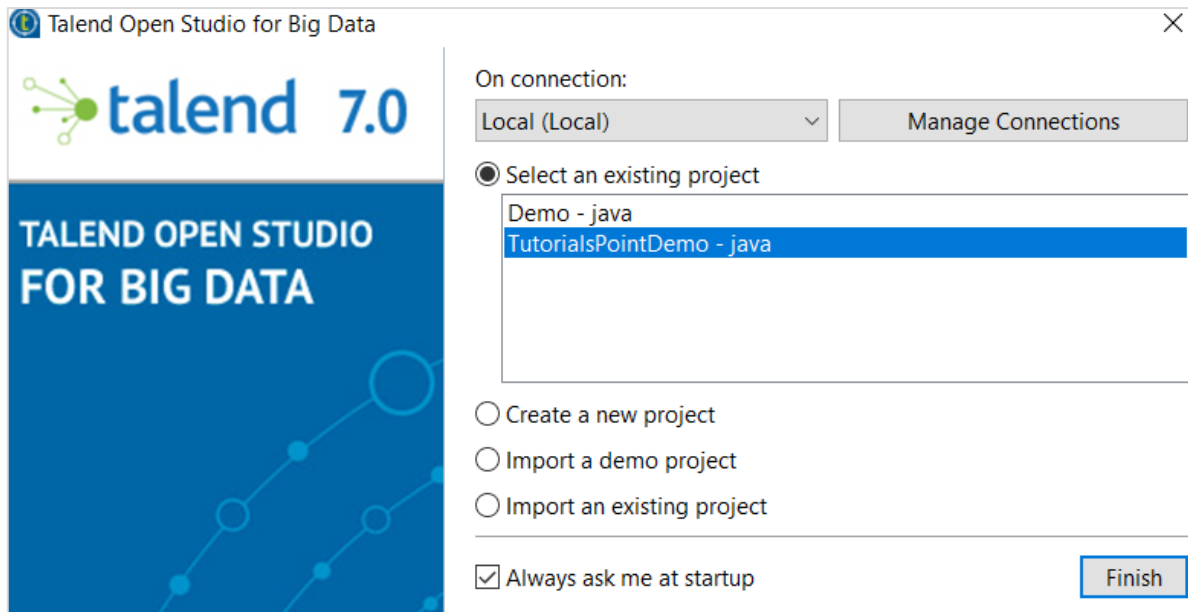 Talend Open Studio for Big Data
talend 7.0
TALEND OPEN STUDIO
FOR BIG DATA
On connection:
Local (Local)
Manage Connections
Select an existing project
Demo - java
TutorialsPointDemo - java
Create a new project
Import a demo project
Import an existing project
Always ask me at startup
Finish